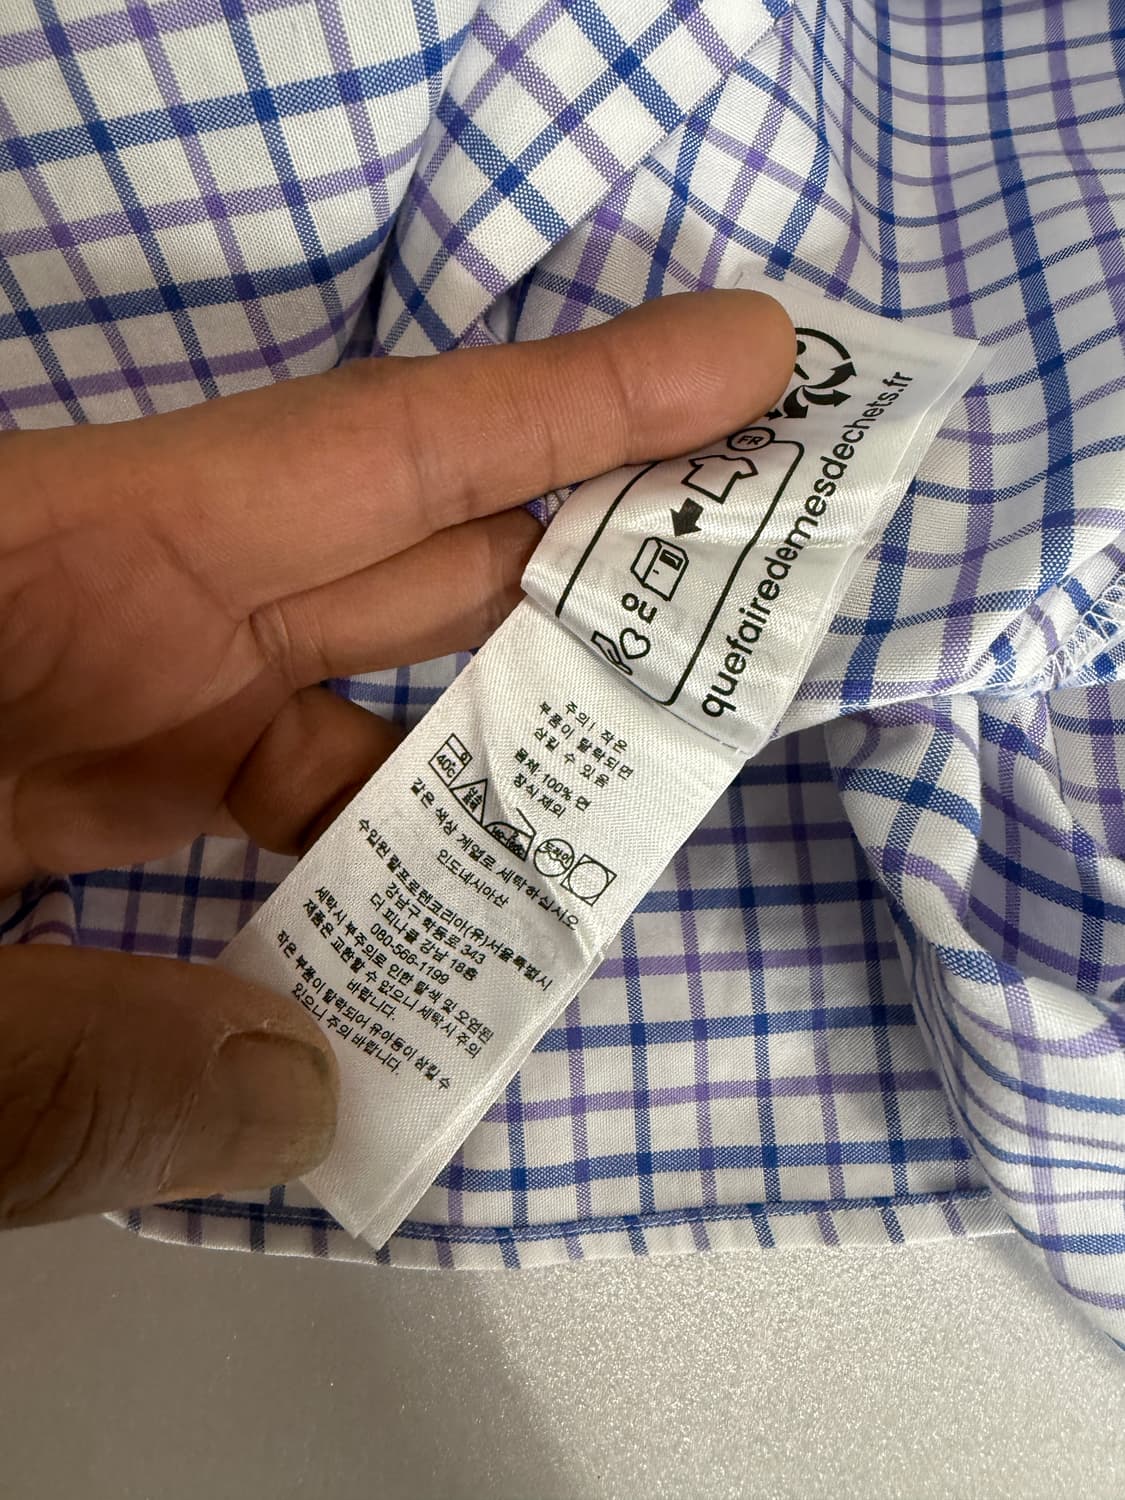 FR
OU
quefairedemesdechets.fr
주의! 작은
부품이 탈락되면
삼킬 수 있음
몸체: 100% 면
장식 제외
40℃
같은 색상 계열로 세탁하십시오
인도네시아산
수입원 랄프로렌코리아(유)서울특별시
강남구 학동로 343
더 피나클 강남 18층
080-566-1199
세탁시 부주의로 인한 탈색 및 오염된
제품은 교환할 수 없으니 세탁시 주의
바랍니다.
작은 부품이 탈락되어 유아동이 삼킬수
있으니 주의 바랍니다.